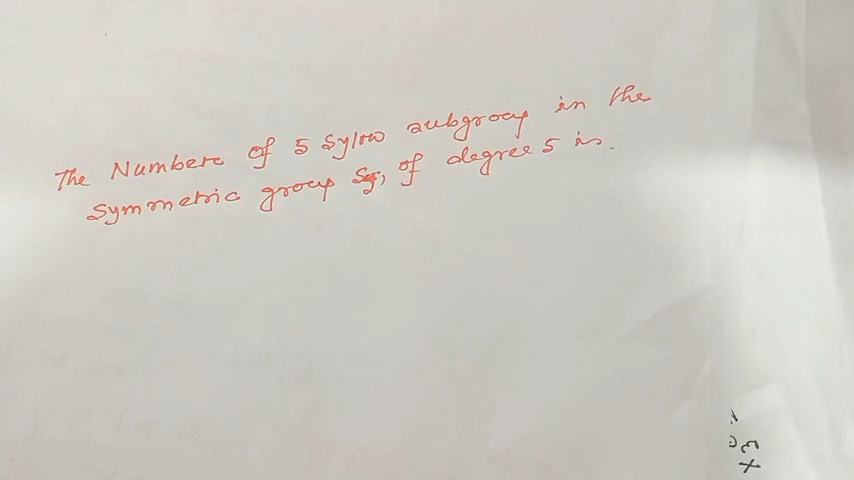 The Numbere of 5 Sylow subgroup in the
Symmetric group S5, of degree 5 is.